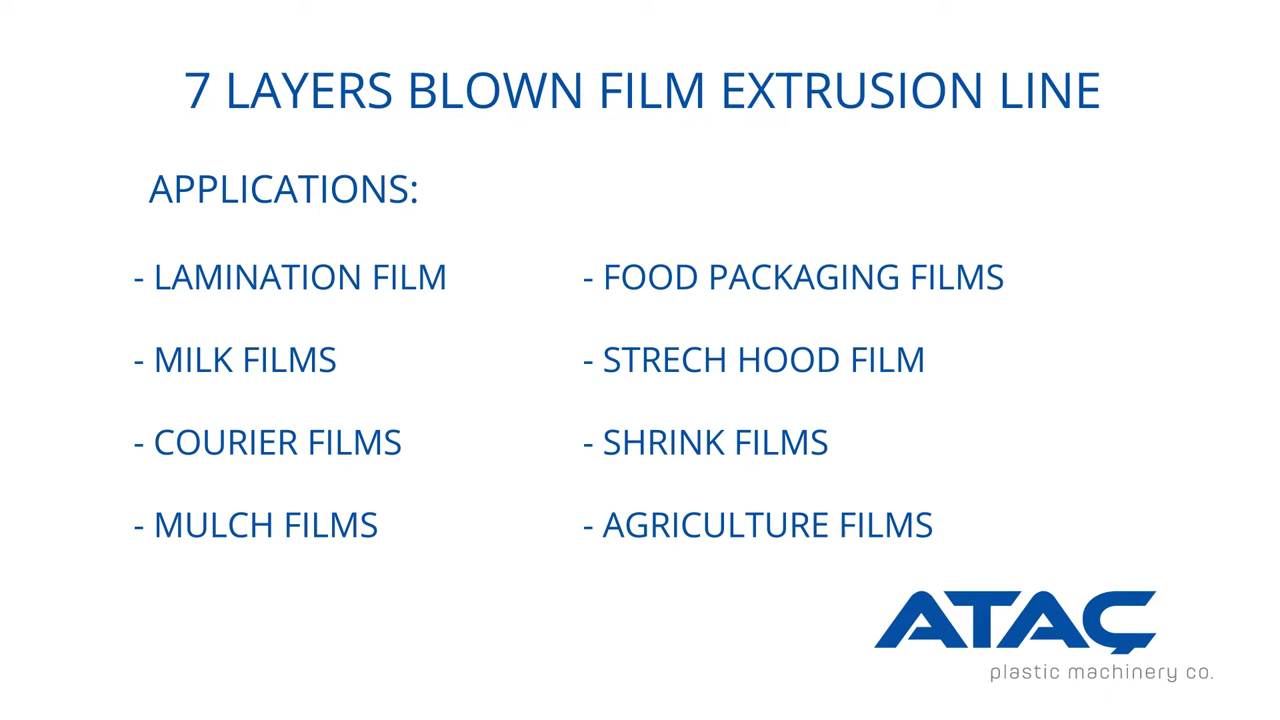 7 LAYERS BLOWN FILM EXTRUSION LINE
APPLICATIONS:
- LAMINATION FILM
- MILK FILMS
- COURIER FILMS
- MULCH FILMS
- FOOD PACKAGING FILMS
- STRECH HOOD FILM
- SHRINK FILMS
- AGRICULTURE FILMS
ATAÇ
plastic machinery co.